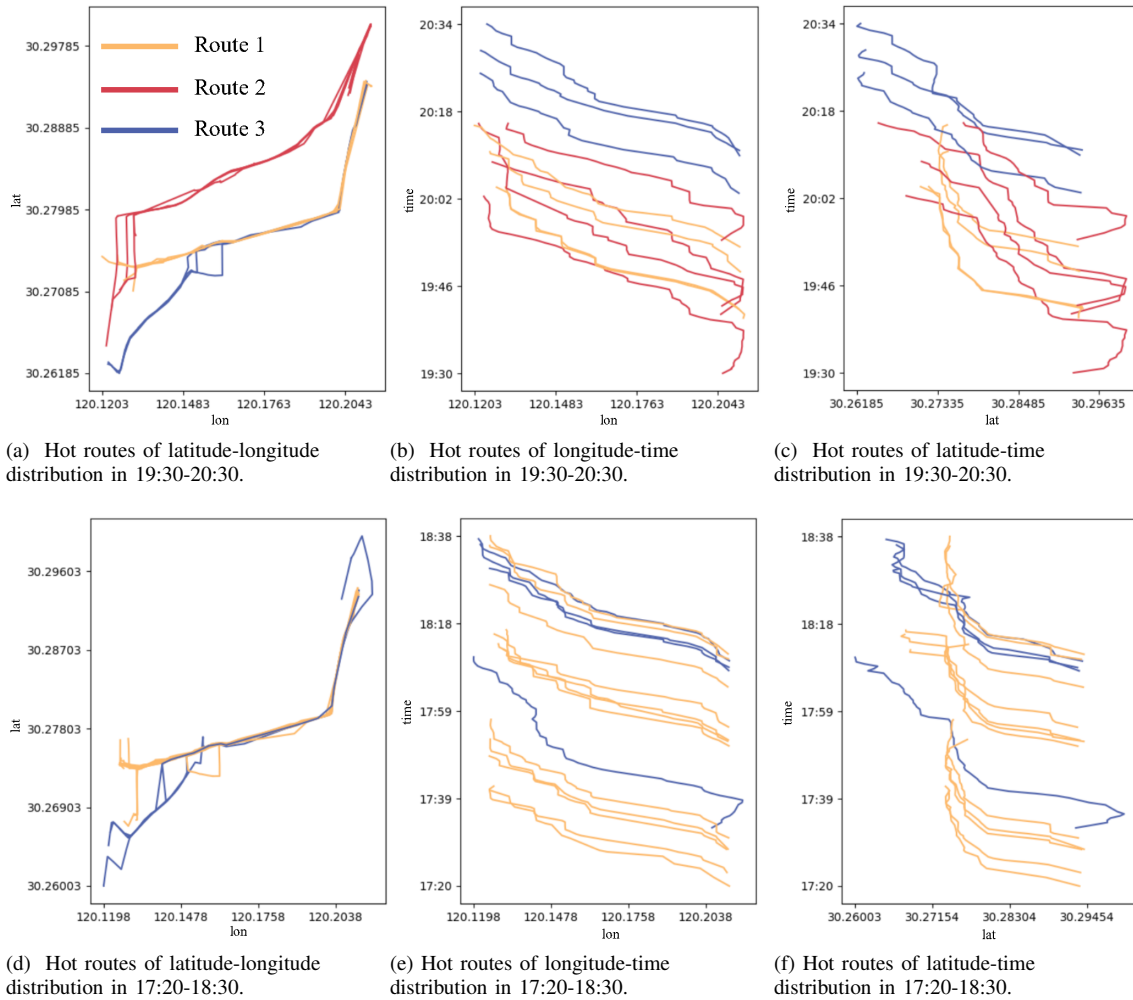 30.29785
30.28885
30.27985
30.27085
30.26185
lat
Route 1
Route 2
Route 3
120.1203 120.1483 120.1763 120.2043
lon
20:34
20:18
20:02
19:46
19:30
time
120.1203 120.1483 120.1763 120.2043
lon
20:34
20:18
20:02
19:46
19:30
time
30.26185 30.27335 30.28485 30.29635
lat
(a) Hot routes of latitude-longitude
distribution in 19:30-20:30.
(b) Hot routes of longitude-time
distribution in 19:30-20:30.
(c) Hot routes of latitude-time
distribution in 19:30-20:30.
30.29603
30.28703
30.27803
30.26903
30.26003
lat
120.1198 120.1478 120.1758 120.2038
lon
18:38
18:18
17:59
17:39
17:20
time
120.1198 120.1478 120.1758 120.2038
lon
18:38
18:18
17:59
17:39
17:20
time
30.26003 30.27154 30.28304 30.29454
lat
(d) Hot routes of latitude-longitude
distribution in 17:20-18:30.
(e) Hot routes of longitude-time
distribution in 17:20-18:30.
(f) Hot routes of latitude-time
distribution in 17:20-18:30.